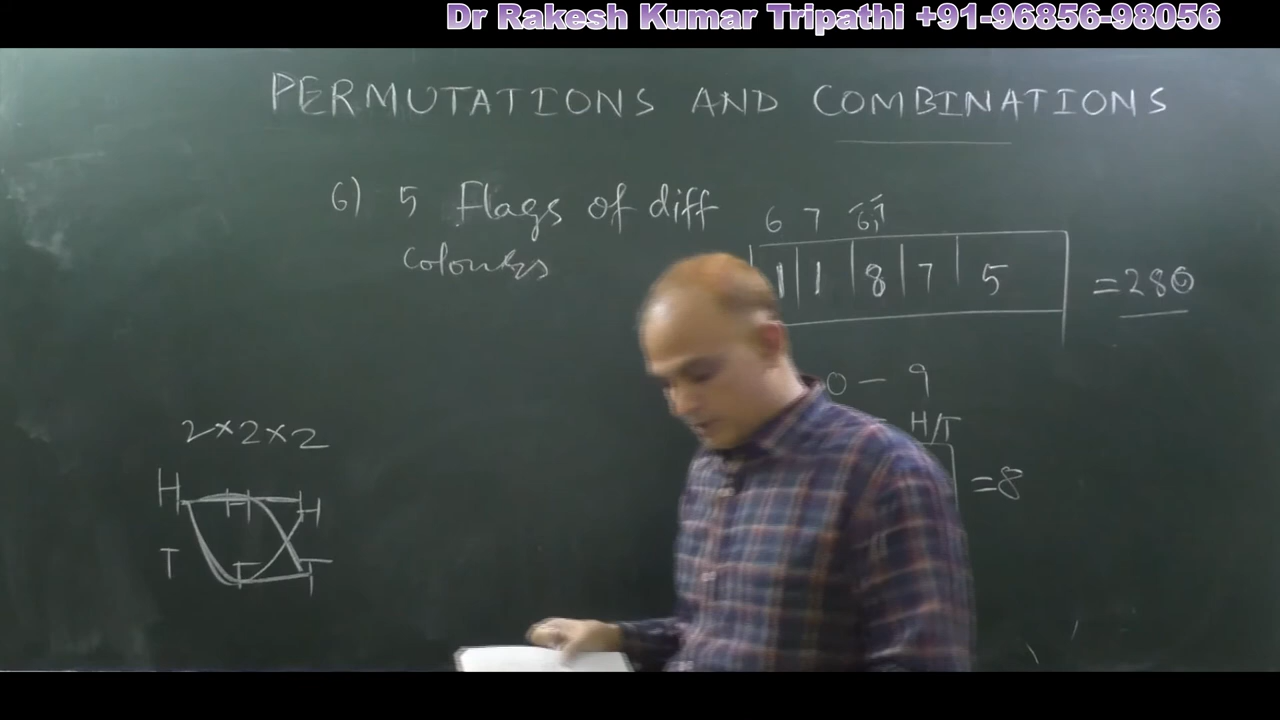 Dr Rakesh Kumar Tripathi +91-96856-98056
PERMUTATIONS AND COMBINATIONS
6) 5 Flags of diff
colours
6 7
1 1 8 7 5 = 280
0 – 9
H/T
= 8
2 × 2 × 2
H H H
T T T